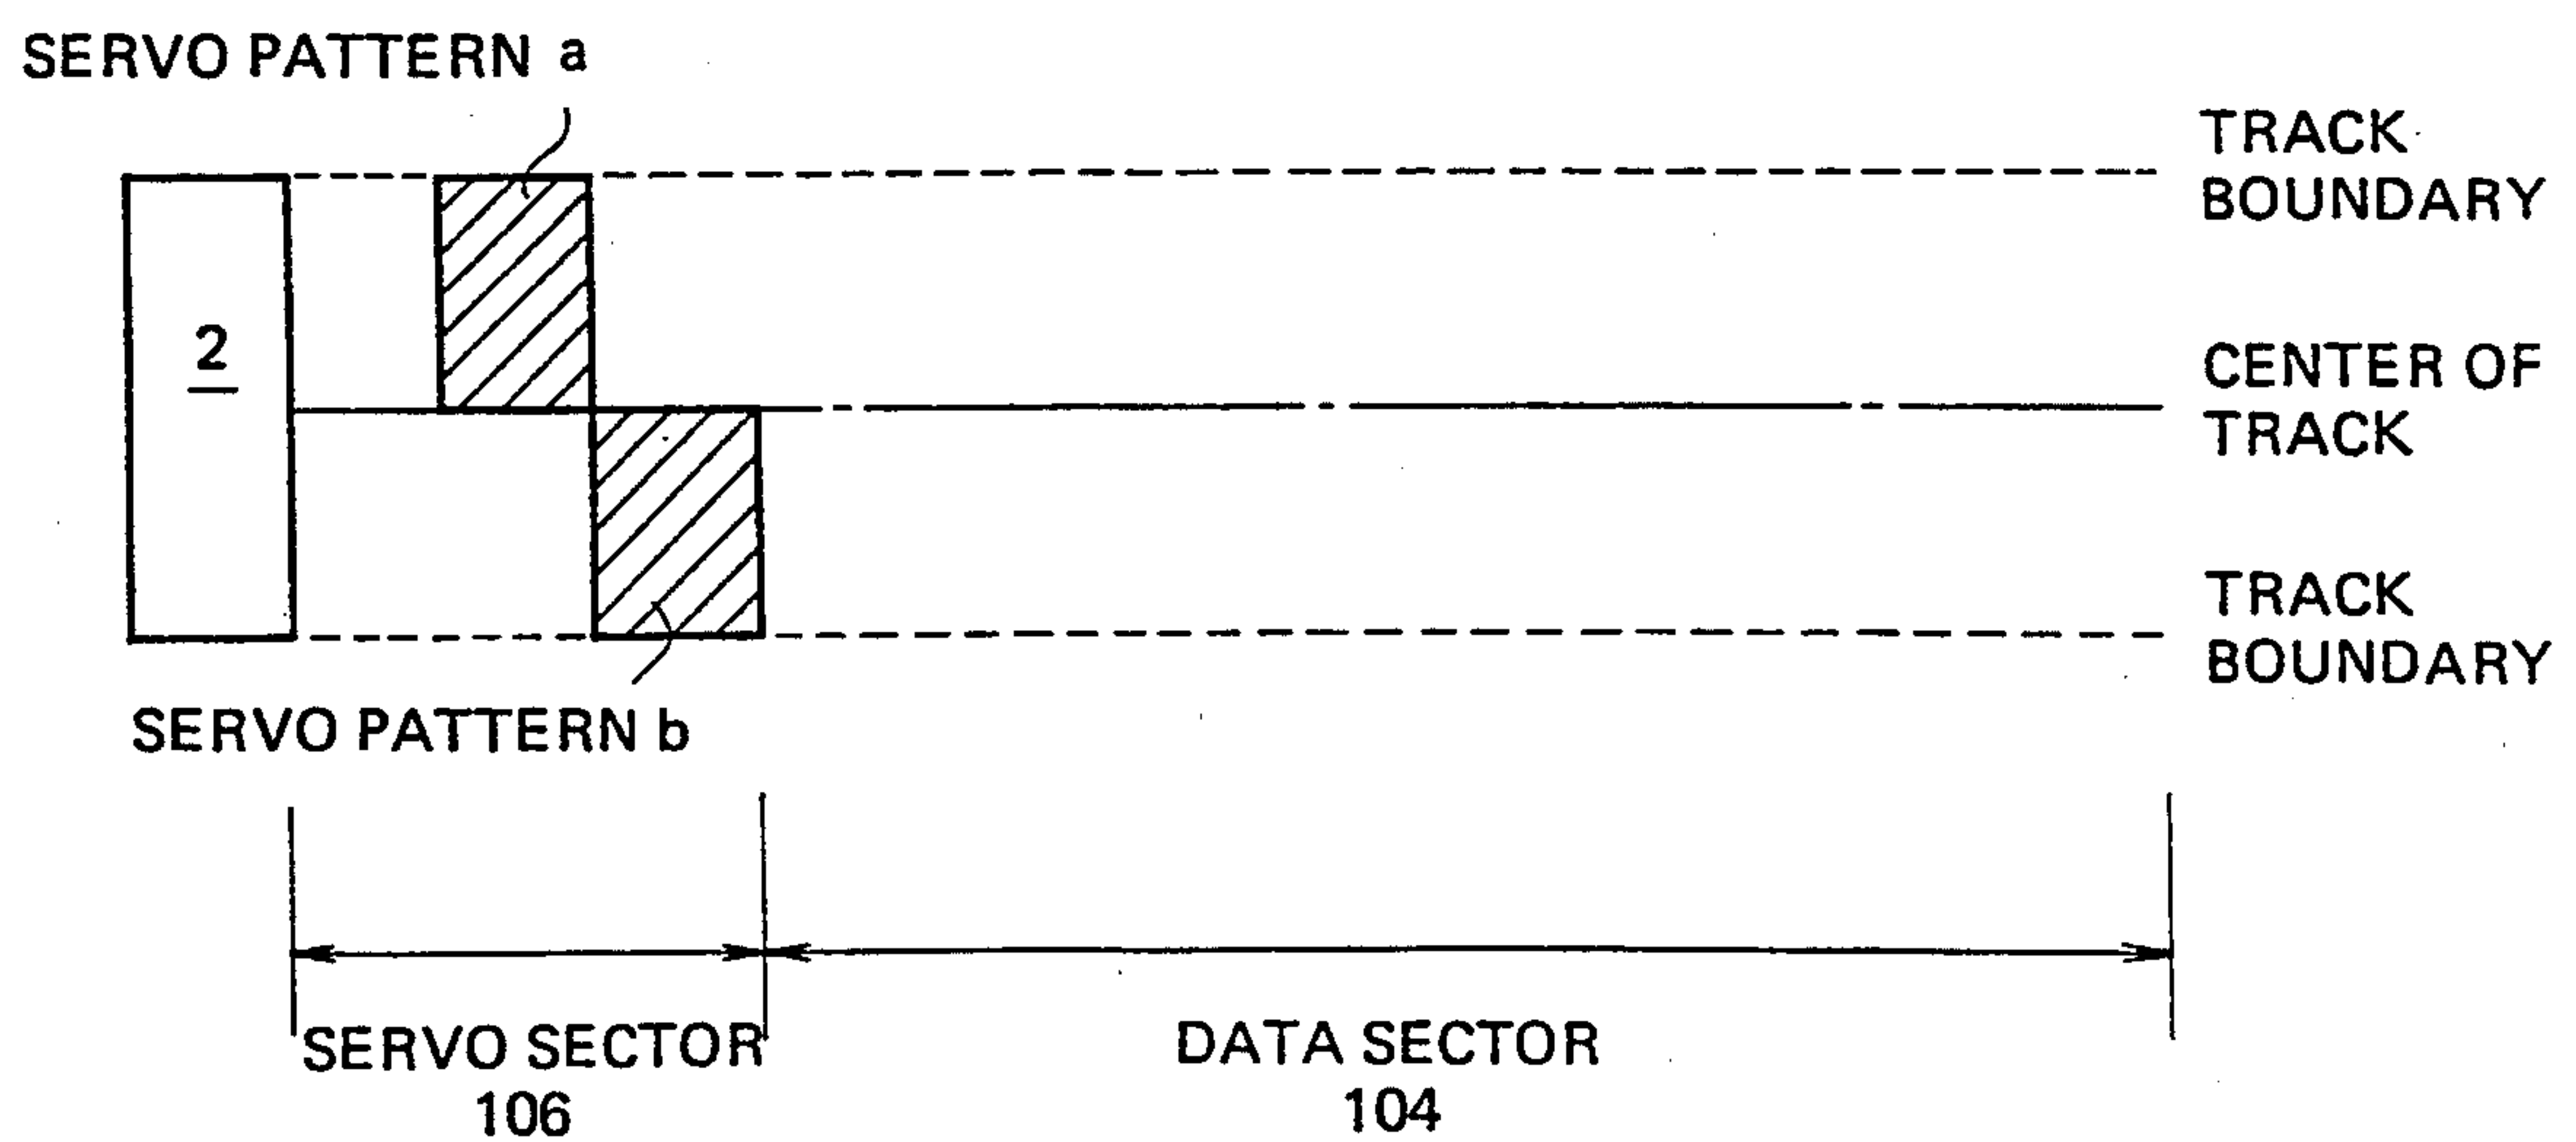 SERVO PATTERN a
TRACK
BOUNDARY
2
CENTER OF
TRACK
TRACK
BOUNDARY
SERVO PATTERN b
SERVO SECTOR
106
DATA SECTOR
104